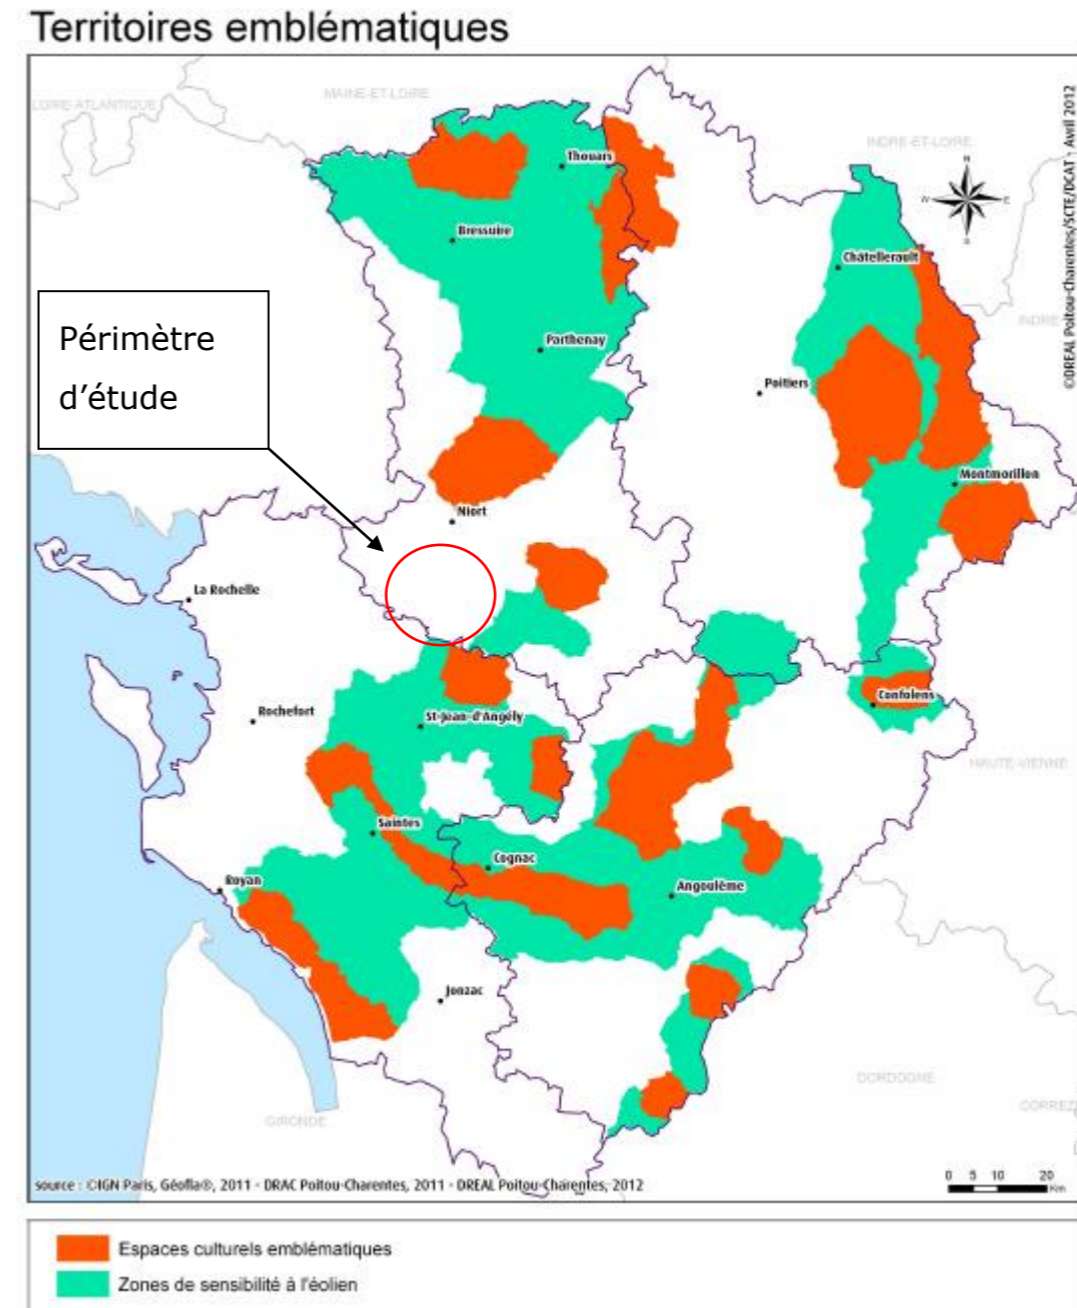 Territoires emblématiques
LOIRE-ATLANTIQUE
MAINE-ET-LOIRE
INDRE-ET-LOIRE
©DREAL Poitou-Charentes/SCTE/DCAT - Avril 2012
Thouars
N
W
E
S
Bressuire
Châtellerault
Périmètre
d’étude
INDRE
Parthenay
Poitiers
Montmorillon
Niort
La Rochelle
Confolens
Rochefort
St-Jean-d'Angély
HAUTE-VIENNE
Saintes
Cognac
Royan
Angoulême
Jonzac
DORDOGNE
CORREZ
GIRONDE
source : ©IGN Paris, Géofla®, 2011 - DRAC Poitou-Charentes, 2011 - DREAL Poitou-Charentes, 2012
0 5 10 20
Km
Espaces culturels emblématiques
Zones de sensibilité à l'éolien